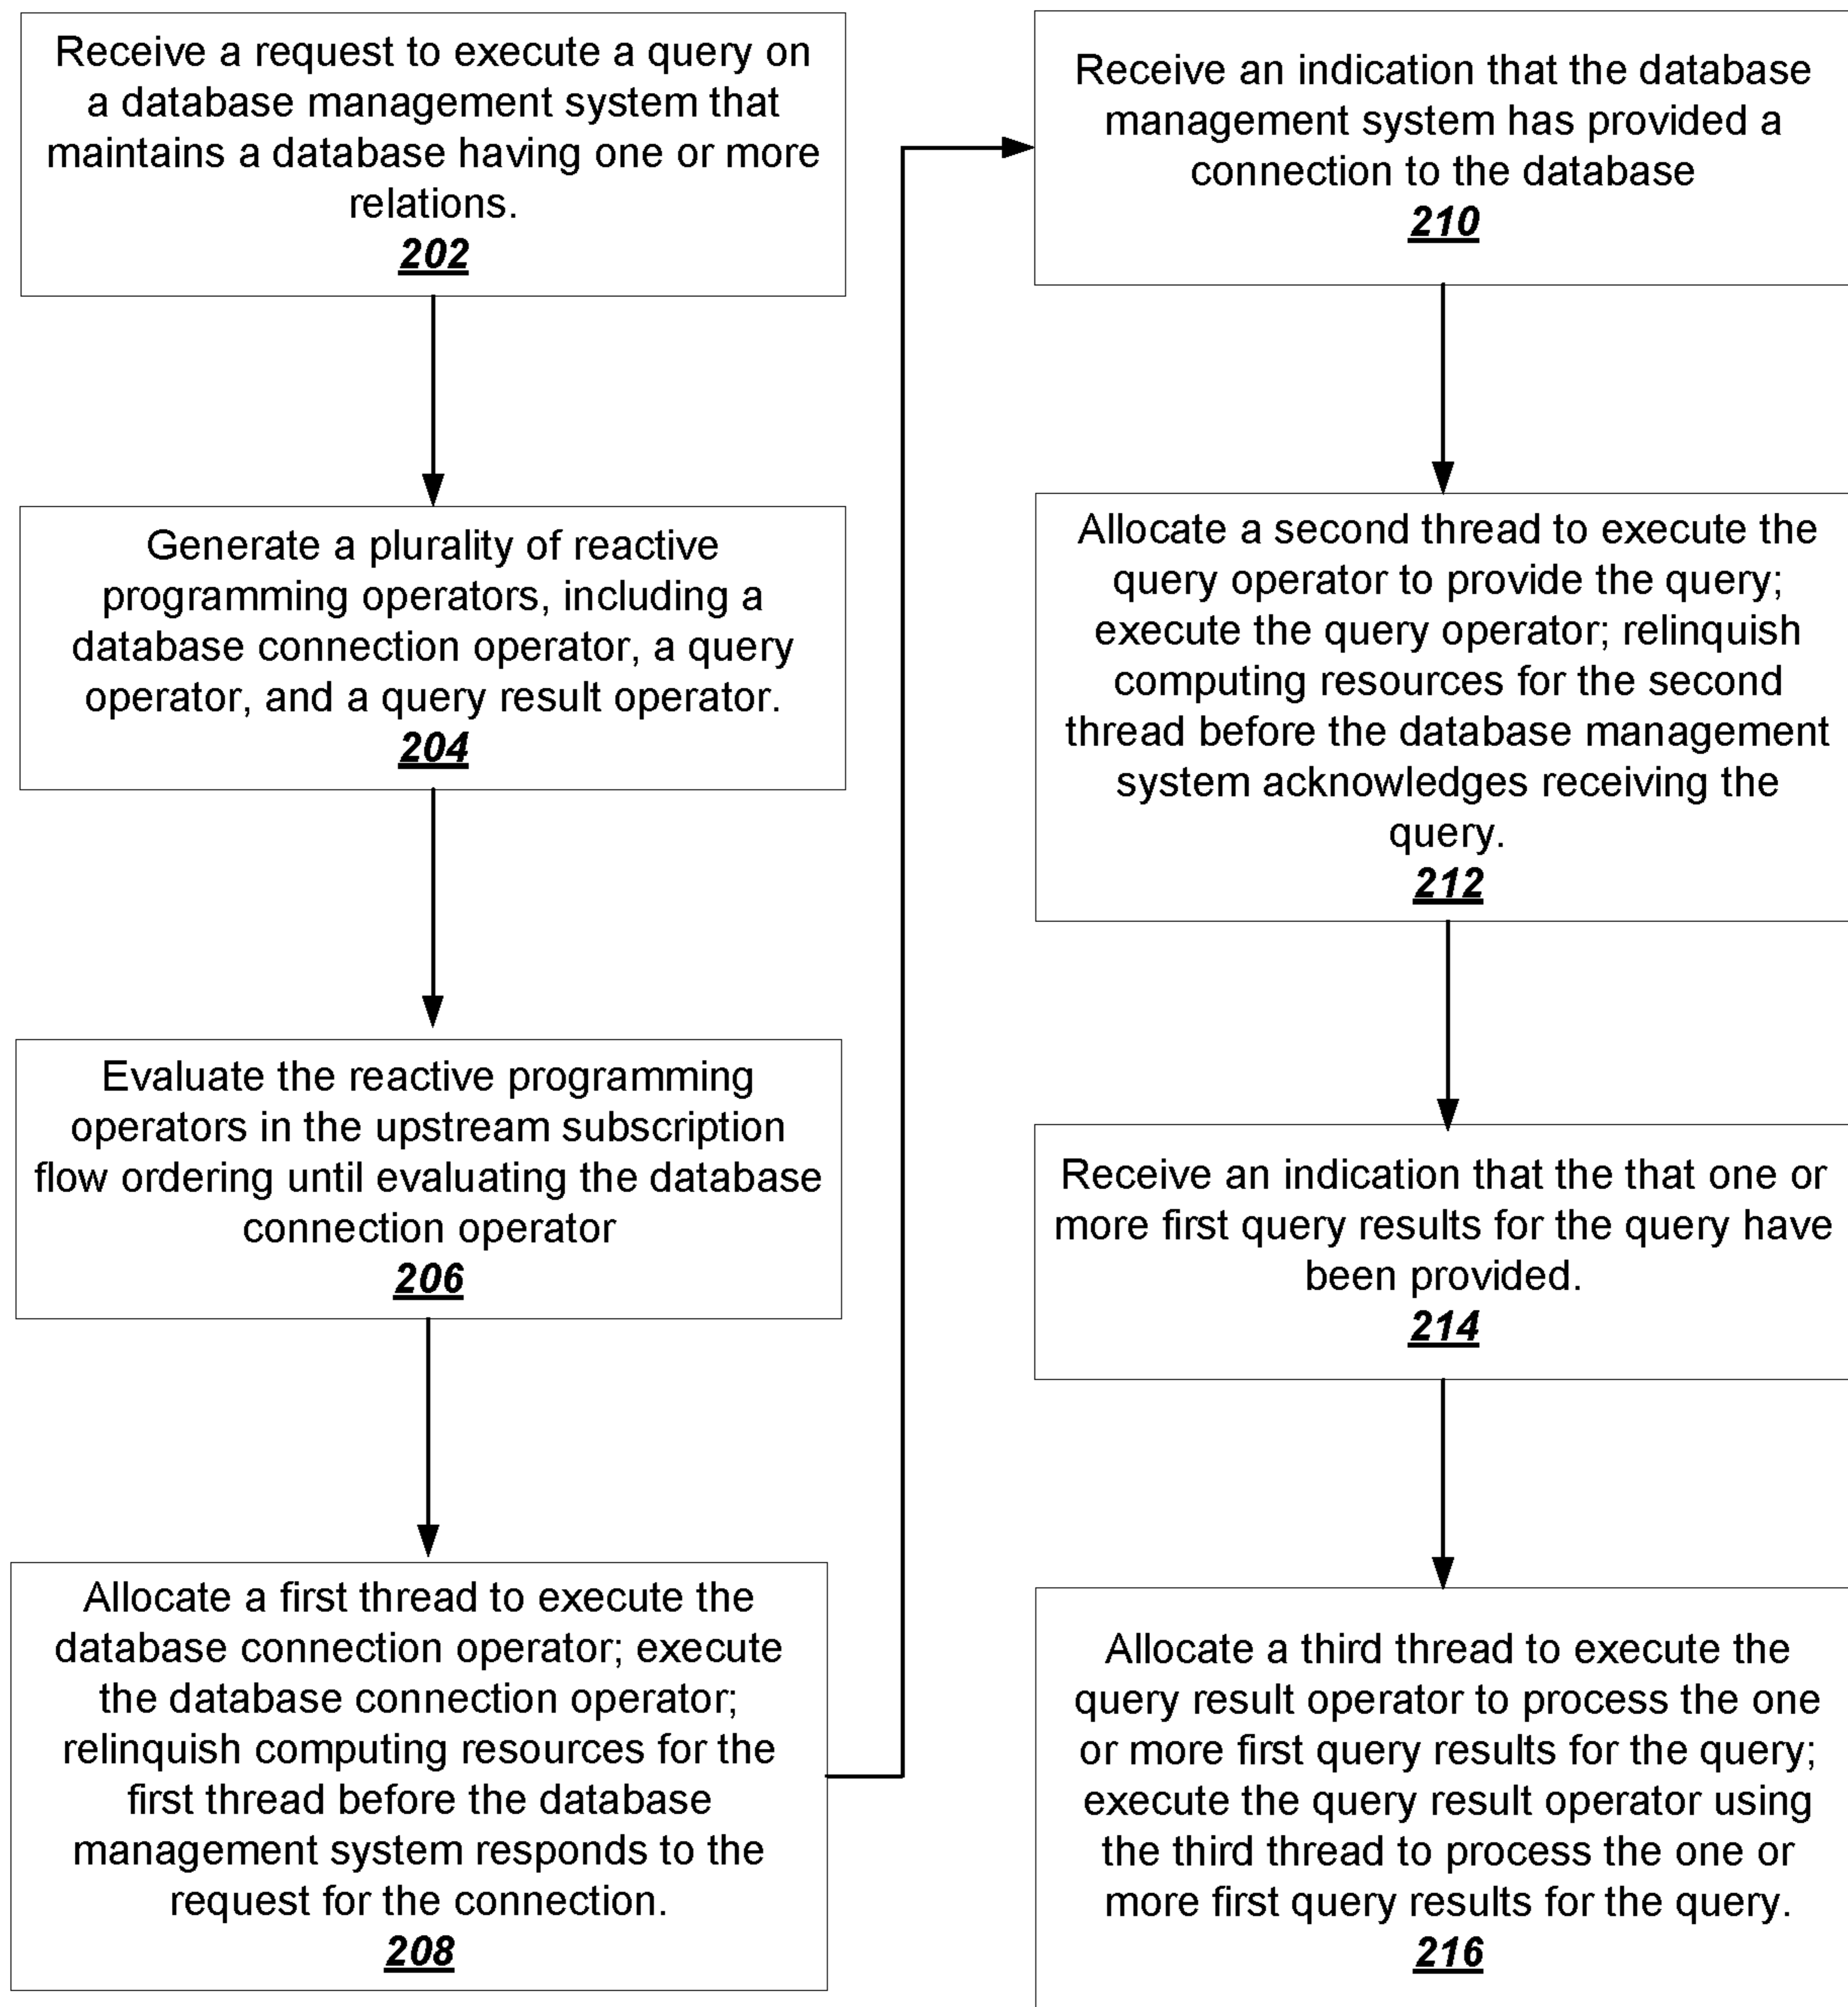 Receive a request to execute a query on
a database management system that
maintains a database having one or more
relations.
202
Generate a plurality of reactive
programming operators, including a
database connection operator, a query
operator, and a query result operator.
204
Evaluate the reactive programming
operators in the upstream subscription
flow ordering until evaluating the database
connection operator
206
Allocate a first thread to execute the
database connection operator; execute
the database connection operator;
relinquish computing resources for the
first thread before the database
management system responds to the
request for the connection.
208
Receive an indication that the database
management system has provided a
connection to the database
210
Allocate a second thread to execute the
query operator to provide the query;
execute the query operator; relinquish
computing resources for the second
thread before the database management
system acknowledges receiving the
query.
212
Receive an indication that the that one or
more first query results for the query have
been provided.
214
Allocate a third thread to execute the
query result operator to process the one
or more first query results for the query;
execute the query result operator using
the third thread to process the one or
more first query results for the query.
216